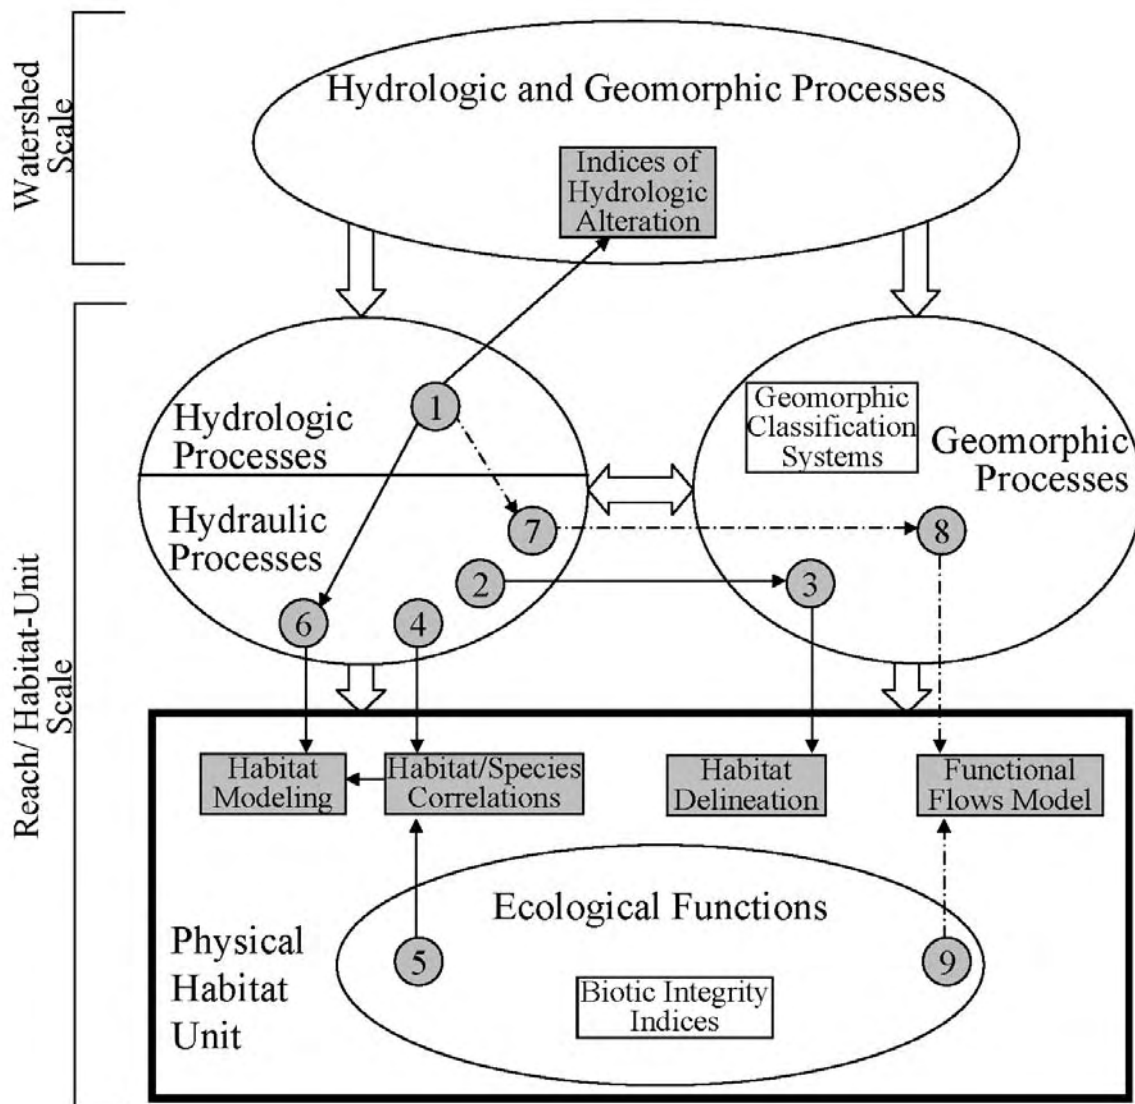 Watershed
Scale
Hydrologic and Geomorphic Processes
Indices of
Hydrologic
Alteration
Reach/ Habitat-Unit
Scale
1
Hydrologic
Processes
Hydraulic
Processes
7
2
6
4
Geomorphic
Classification
Systems
Geomorphic
Processes
8
3
Habitat
Modeling
Habitat/Species
Correlations
Habitat
Delineation
Functional
Flows Model
Ecological Functions
Physical
Habitat
Unit
5
9
Biotic Integrity
Indices